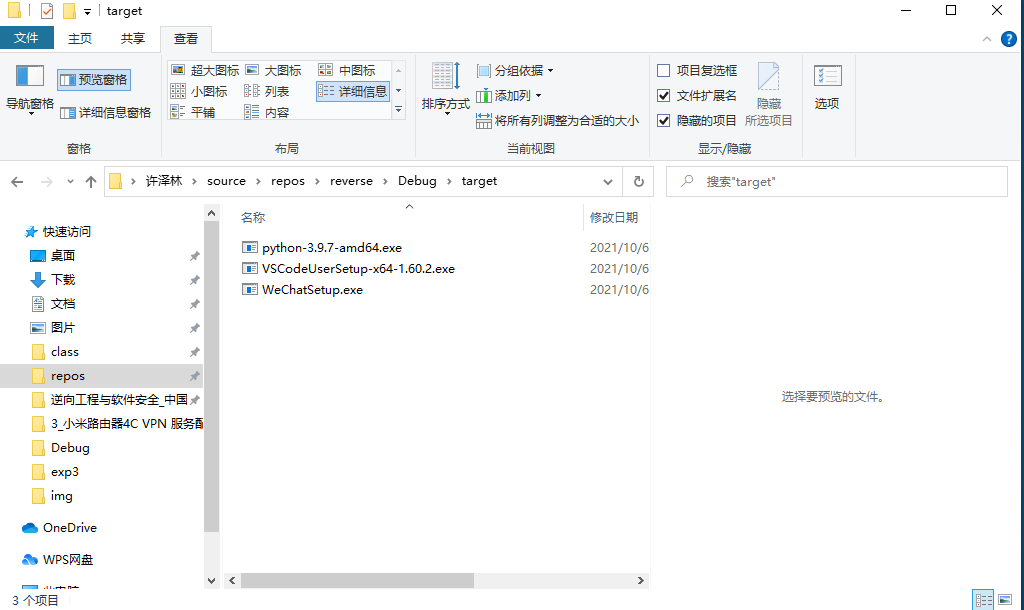 target
文件 主页 共享 查看
导航窗格 预览窗格 详细信息窗格
窗格
超大图标 大图标 中图标
小图标 列表 详细信息
平铺 内容
布局
排序方式 分组依据
添加列
将所有列调整为合适的大小
当前视图
项目复选框
文件扩展名
隐藏的项目
隐藏
所选项目
显示/隐藏
选项
许泽林 source repos reverse Debug target
搜索"target"
快速访问
桌面
下载
文档
图片
class
repos
逆向工程与软件安全_中国
3_小米路由器4C VPN 服务配
Debug
exp3
img
OneDrive
WPS网盘
名称 修改日期
python-3.9.7-amd64.exe 2021/10/6
VSCodeUserSetup-x64-1.60.2.exe 2021/10/6
WeChatSetup.exe 2021/10/6
选择要预览的文件。
3 个项目